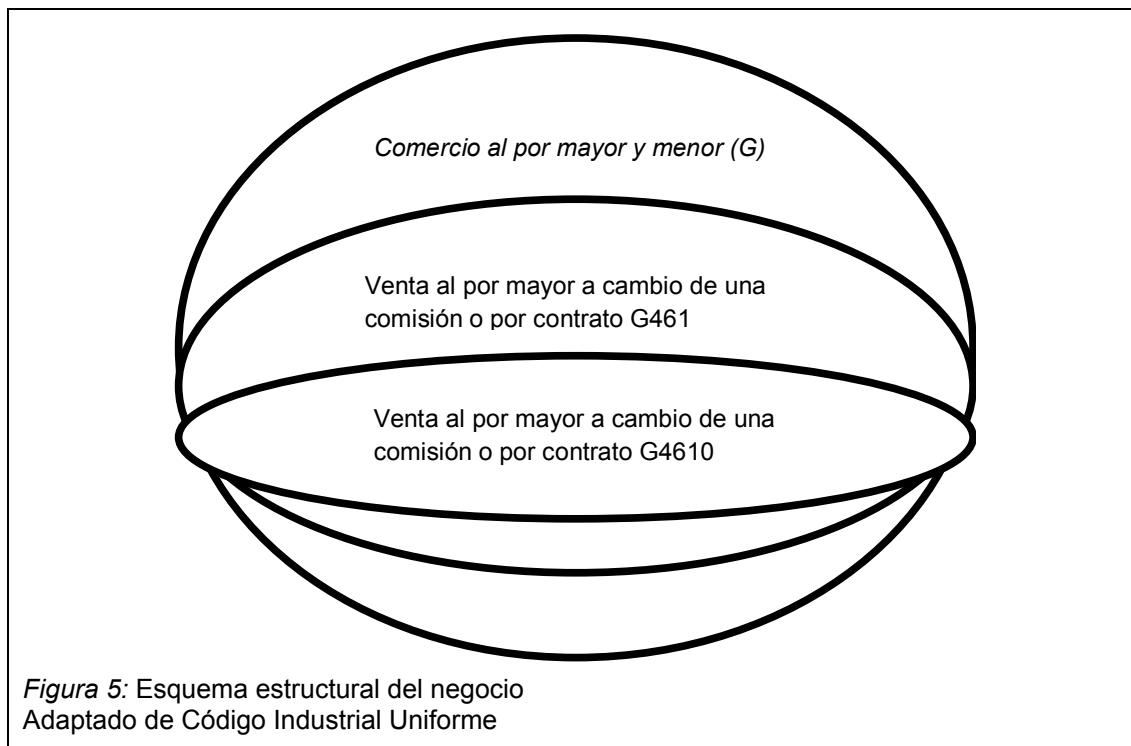 Comercio al por mayor y menor (G)
Venta al por mayor a cambio de una
comisión o por contrato G461
Venta al por mayor a cambio de una
comisión o por contrato G4610
Figura 5: Esquema estructural del negocio
Adaptado de Código Industrial Uniforme